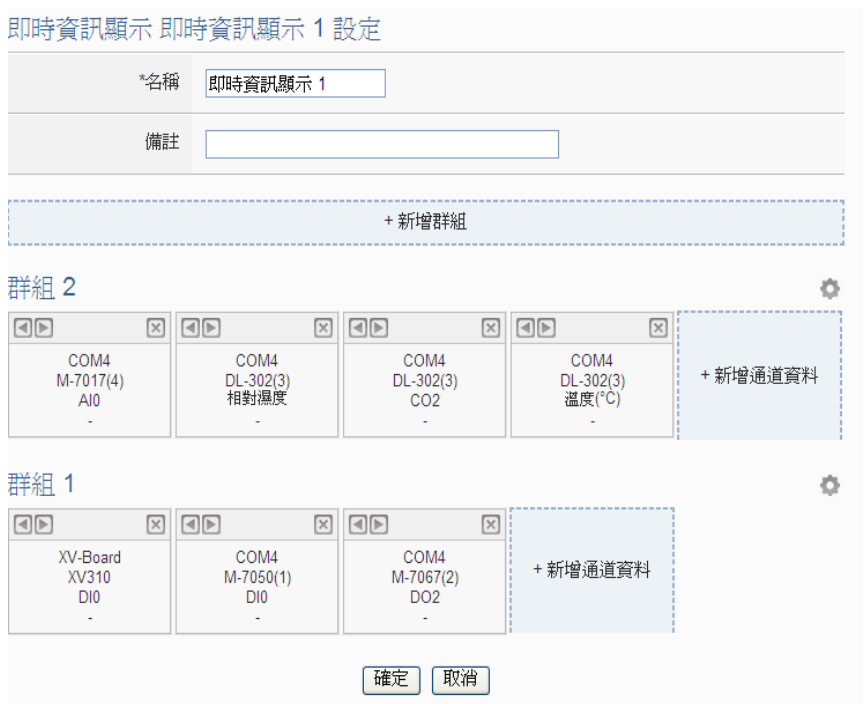 即時資訊顯示 即時資訊顯示 1 設定
*名稱 即時資訊顯示 1
備註
+ 新增群組
群組 2
COM4
M-7017(4)
AI0
-
COM4
DL-302(3)
相對濕度
-
COM4
DL-302(3)
CO2
-
COM4
DL-302(3)
溫度(°C)
-
+ 新增通道資料
群組 1
XV-Board
XV310
DI0
-
COM4
M-7050(1)
DI0
-
COM4
M-7067(2)
DO2
-
+ 新增通道資料
確定 取消